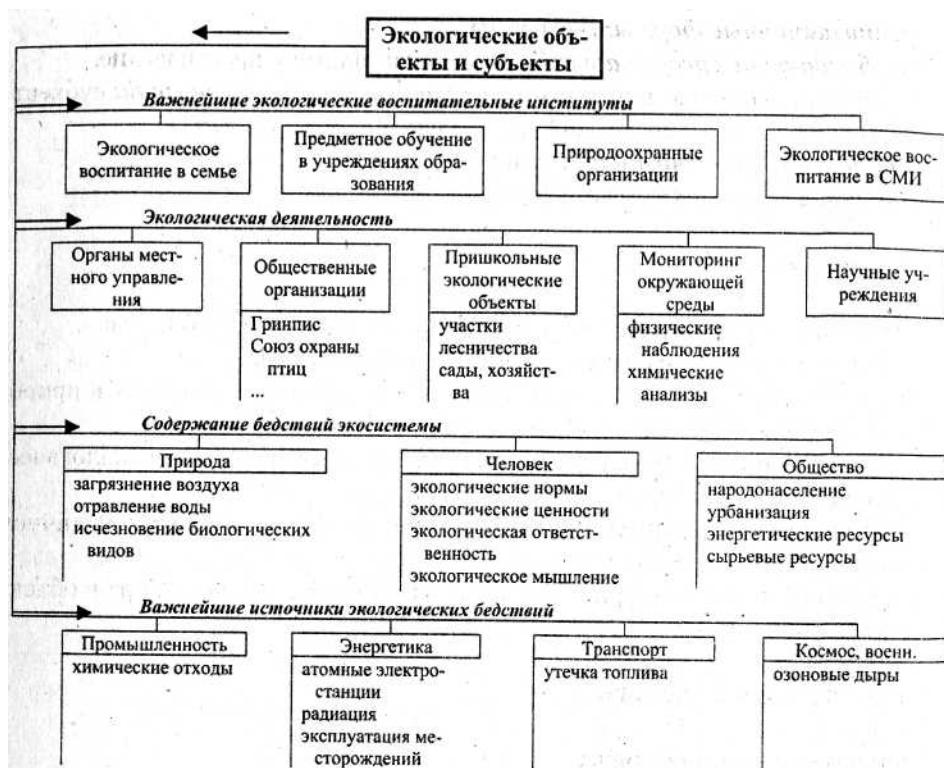 Экологические объ-
екты и субъекты
Важнейшие экологические воспитательные институты
Экологическое
воспитание в семье
Предметное обучение
в учреждениях обра-
зования
Природоохранные
организации
Экологическое вос-
питание в СМИ
Экологическая деятельность
Органы мест-
ного управле-
ния
Общественные
организации
Гринпис
Союз охраны
птиц
...
Пришкольные
экологические
объекты
участки
лесничества
сады, хозяйст-
ва
Мониторинг
окружающей
среды
физические
наблюдения
химические
анализы
Научные уч-
реждения
Содержание бедствий экосистемы
Природа
загрязнение воздуха
отравление воды
исчезновение биологических
видов
Человек
экологические нормы
экологические ценности
экологическая ответст-
венность
экологическое мышление
Общество
народонаселение
урбанизация
энергетические ресурсы
сырьевые ресурсы
Важнейшие источники экологических бедствий
Промышленность
химические отходы
Энергетика
атомные электро-
станции
радиация
эксплуатация ме-
сторождений
Транспорт
утечка топлива
Космос, военн.
озоновые дыры